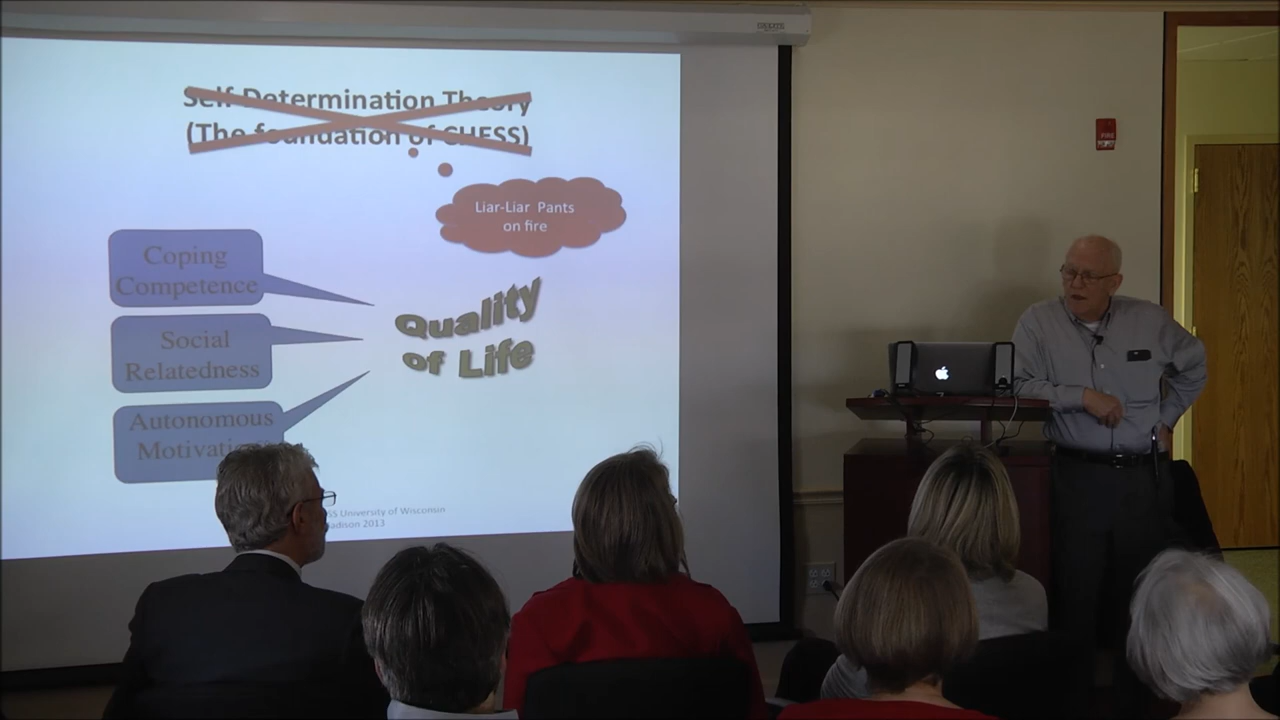 Self-Determination Theory
(The foundation of CHESS)
Liar-Liar Pants
on fire
Coping
Competence
Quality
of Life
Social
Relatedness
Autonomous
University of Wisconsin
2013
FIRE